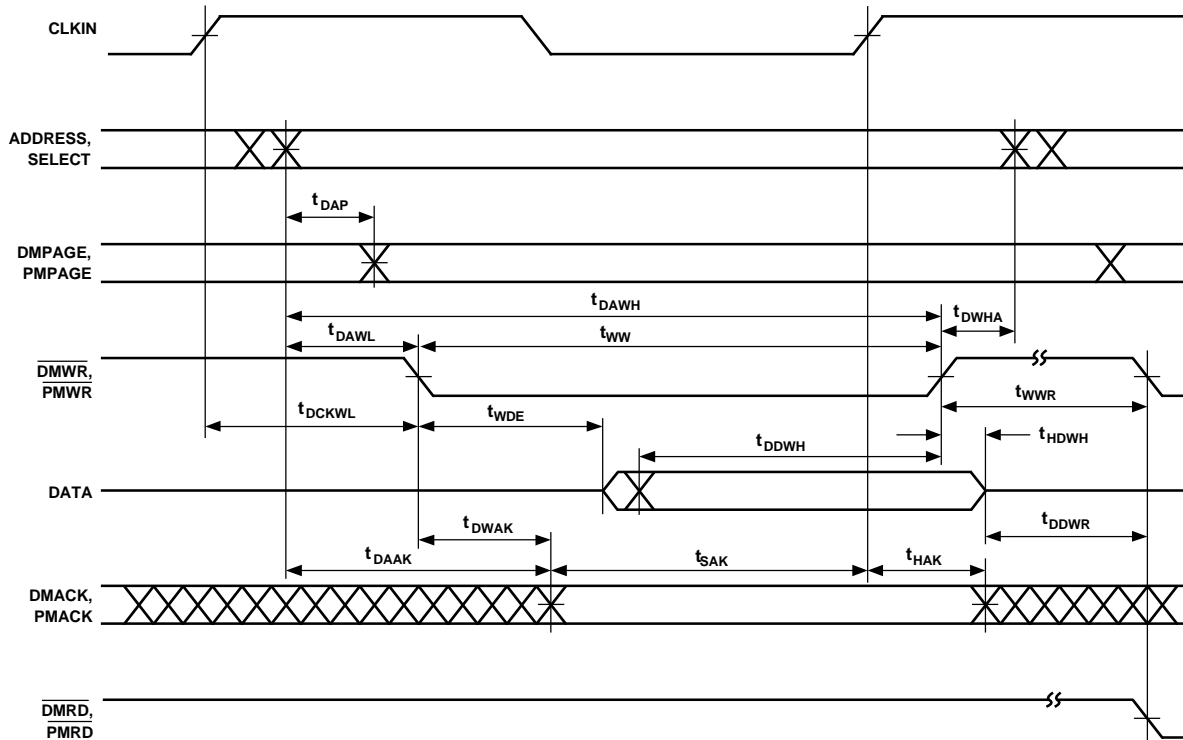 CLKIN
ADDRESS,
SELECT
tDAP
DMPAGE,
PMPAGE
tDAWH
tDWHA
tDAWL
tWW
DMWR,
PMWR
tWWR
tDCKWL
tWDE
tHDWH
tDDWH
DATA
tDDWR
tDWAK
tDAAK
tSAK
tHAK
DMACK,
PMACK
DMRD,
PMRD